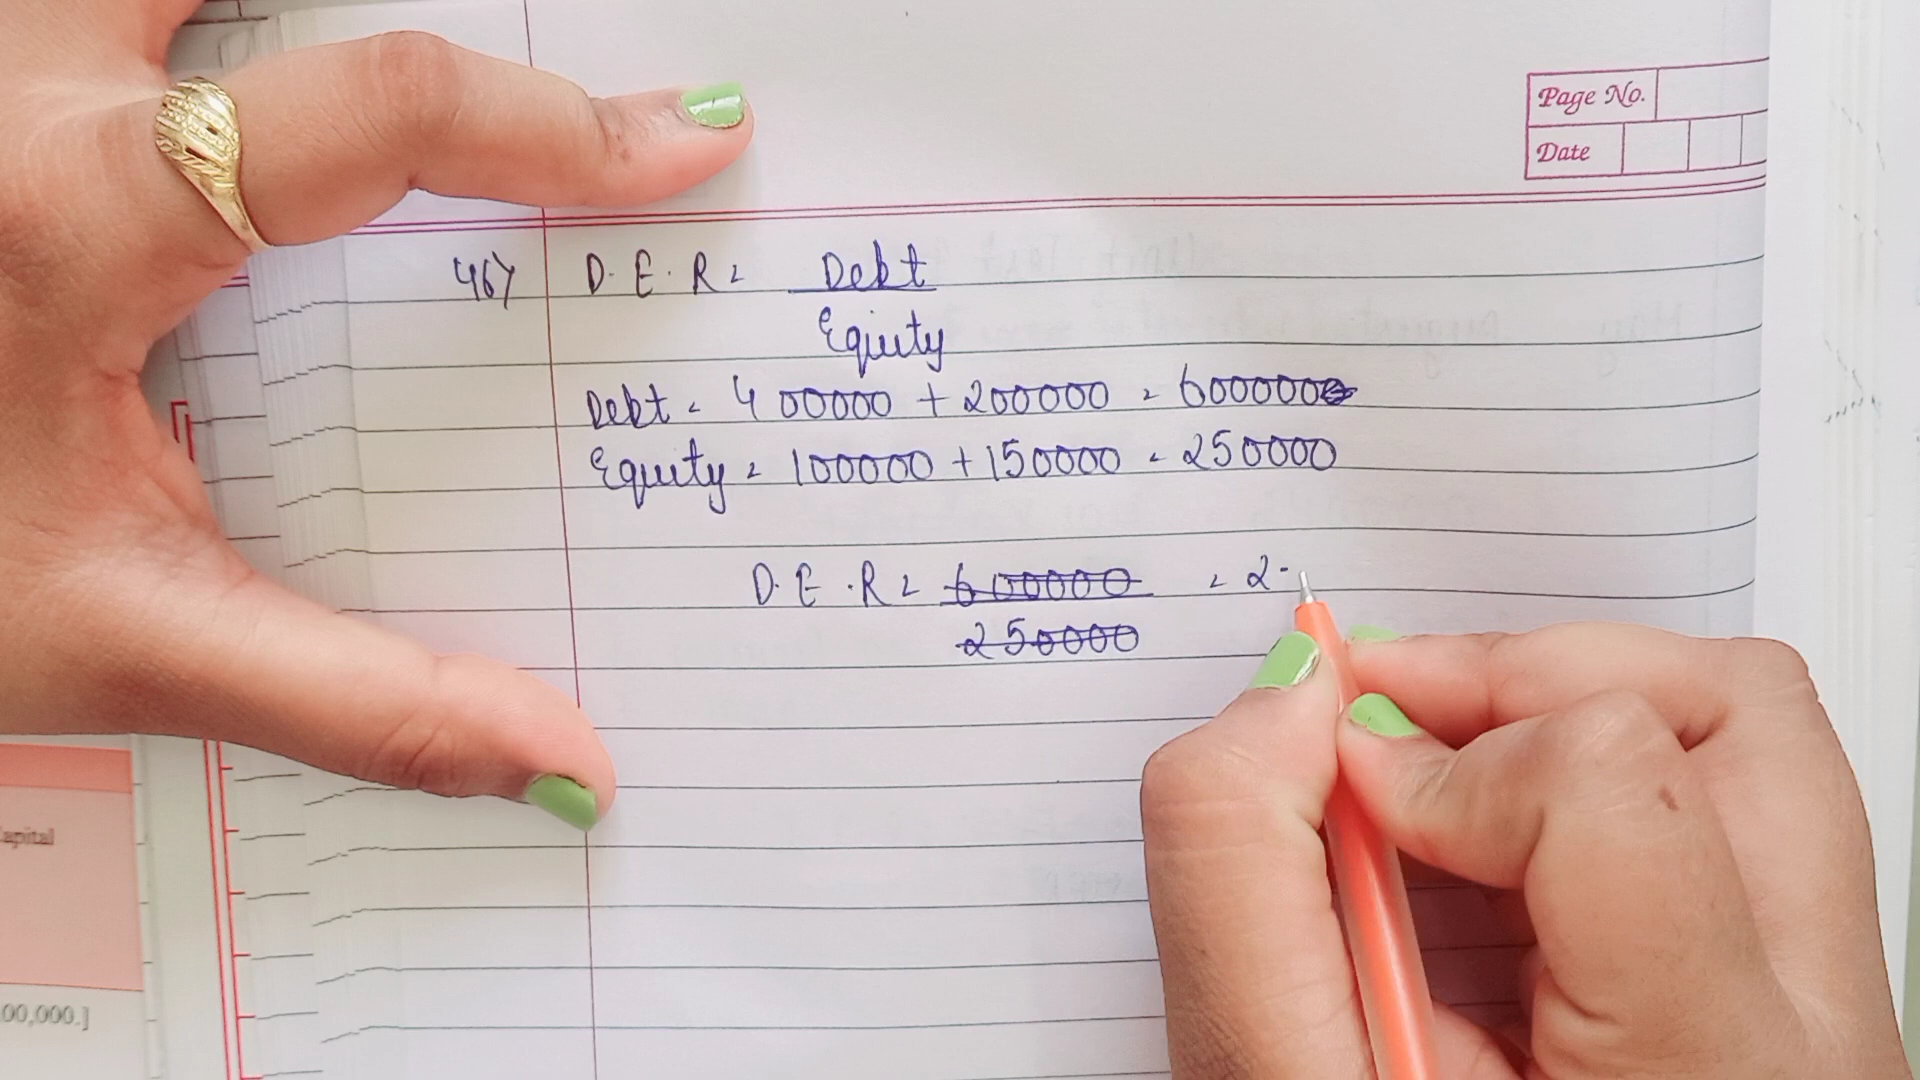 Page No.
Date
46) D. E. R = Debt
Equity
Debt = 400000 + 200000 = 600000
Equity = 100000 + 150000 = 250000
D. E. R = 600000 = 2.
250000
apital
00,000.]